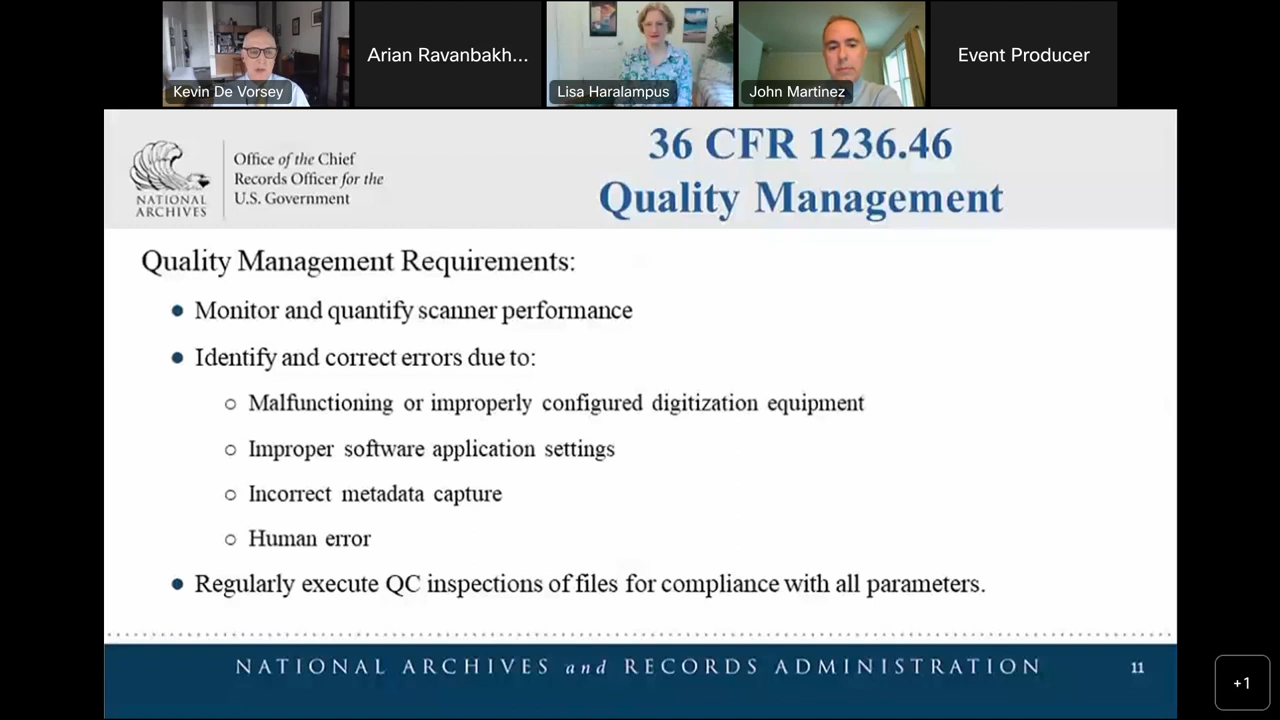 Kevin De Vorsey
Arian Ravanbakh...
Lisa Haralampus
John Martinez
Event Producer
NATIONAL
ARCHIVES
Office of the Chief
Records Officer for the
U.S. Government
36 CFR 1236.46
Quality Management
Quality Management Requirements:
● Monitor and quantify scanner performance
● Identify and correct errors due to:
○ Malfunctioning or improperly configured digitization equipment
○ Improper software application settings
○ Incorrect metadata capture
○ Human error
● Regularly execute QC inspections of files for compliance with all parameters.
NATIONAL ARCHIVES and RECORDS ADMINISTRATION
11
+1